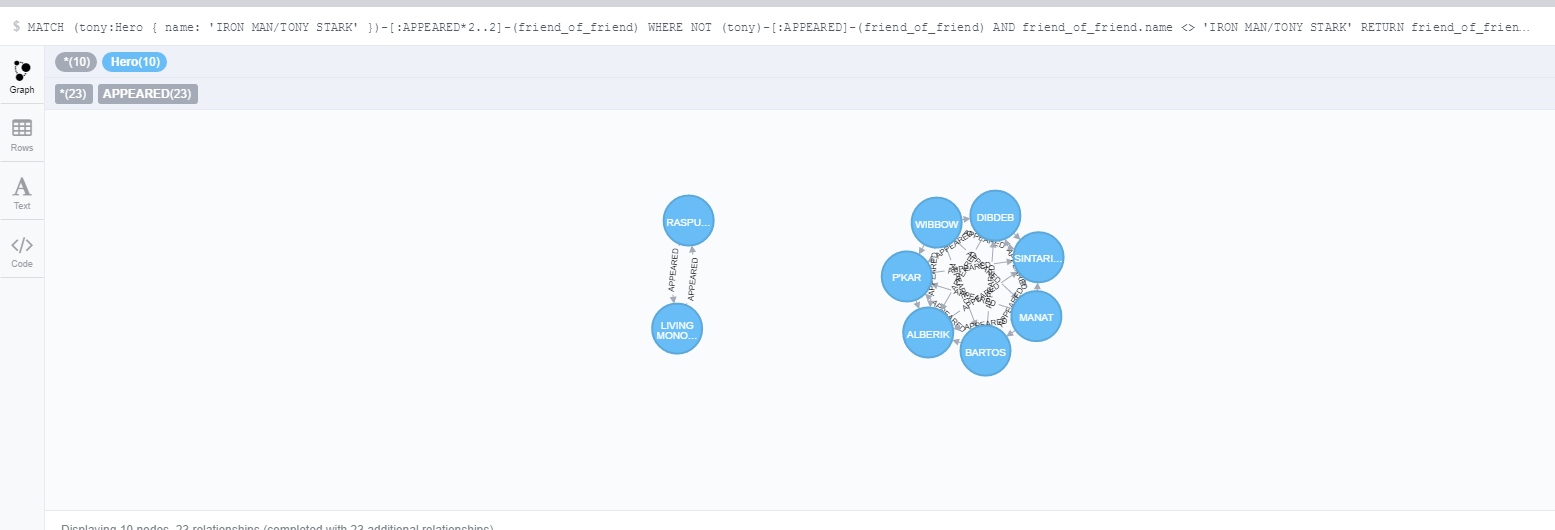 $ MATCH (tony:Hero { name: 'IRON MAN/TONY STARK' })-[:APPEARED*2..2]-(friend_of_friend) WHERE NOT (tony)-[:APPEARED]-(friend_of_friend) AND friend_of_friend.name <> 'IRON MAN/TONY STARK' RETURN friend_of_frien...
*(10) Hero(10)
*(23) APPEARED(23)
Graph
Rows
Text
Code
RASPU...
APPEARED
APPEARED
LIVING
MONO...
WIBBOW
DIBDEB
SINTARI...
P'KAR
MANAT
ALBERIK
BARTOS
APPEARED
APPEARED
APPEARED
Displaying 10 nodes, 23 relationships (completed with 23 additional relationships).